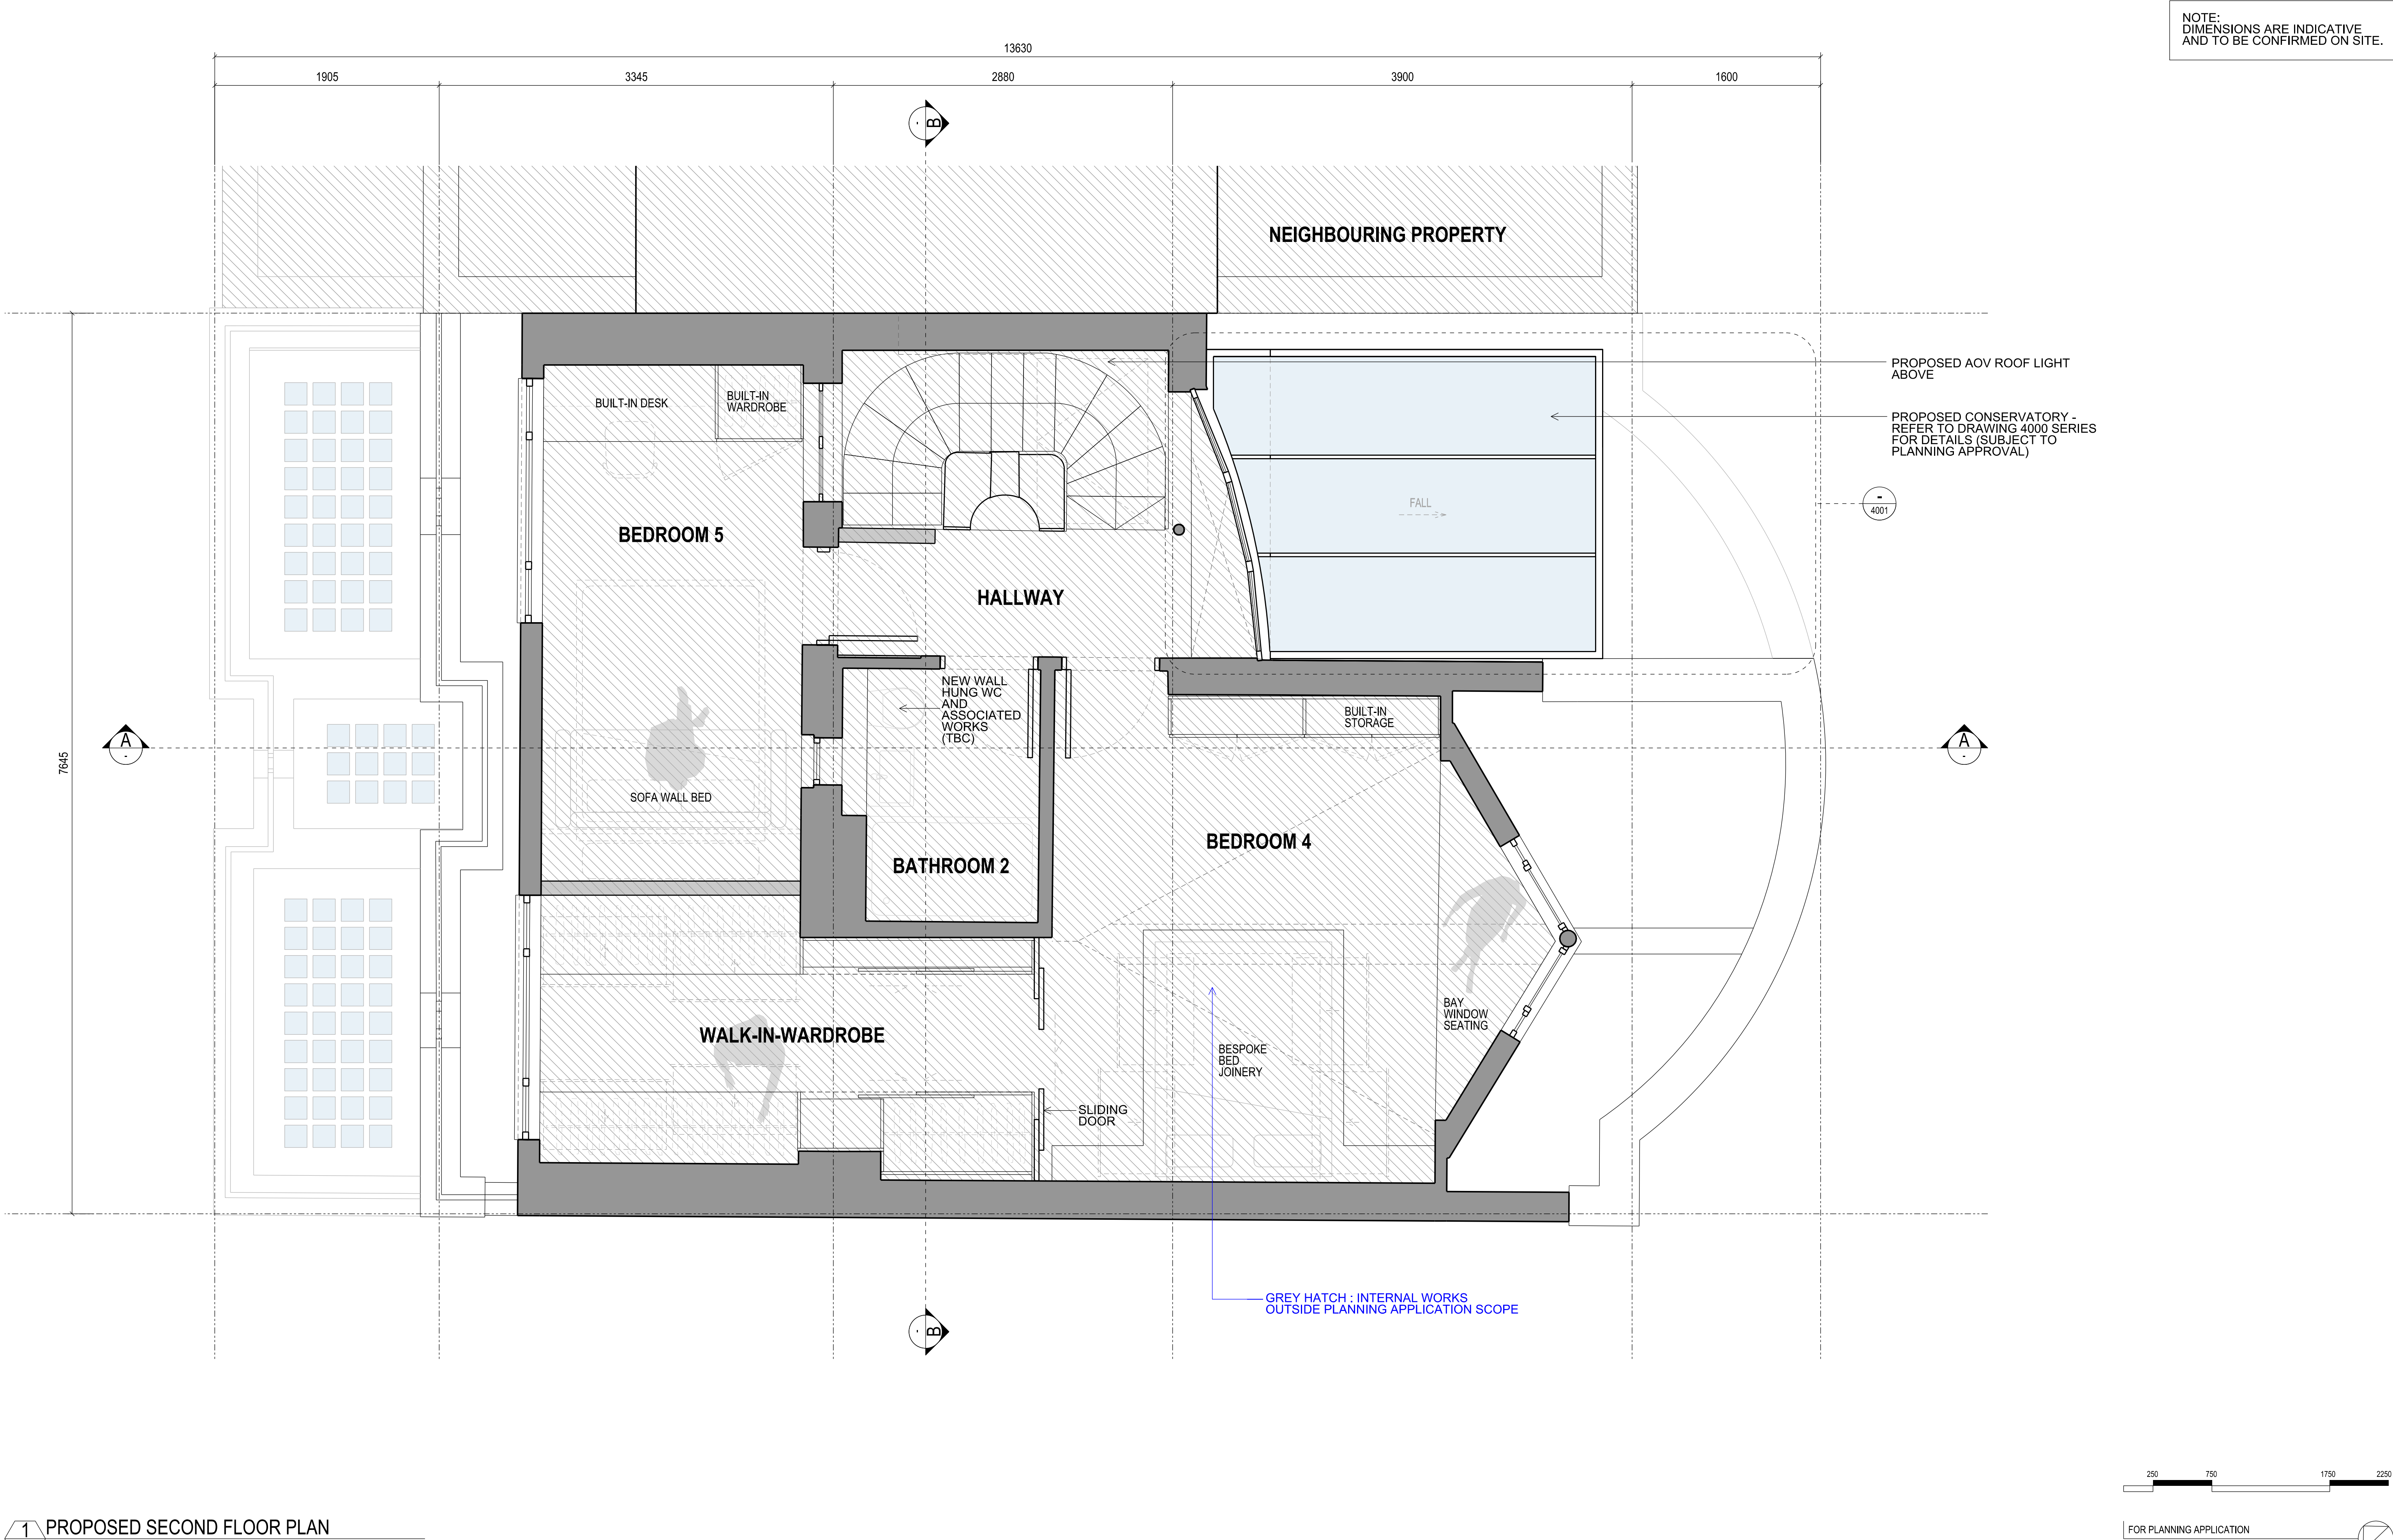 NOTE:
DIMENSIONS ARE INDICATIVE
AND TO BE CONFIRMED ON SITE.
13630
1905
3345
2880
3900
1600
B
-
NEIGHBOURING PROPERTY
PROPOSED AOV ROOF LIGHT
ABOVE
PROPOSED CONSERVATORY -
REFER TO DRAWING 4000 SERIES
FOR DETAILS (SUBJECT TO
PLANNING APPROVAL)
-
4001
BUILT-IN DESK
BUILT-IN
WARDROBE
FALL
BEDROOM 5
HALLWAY
NEW WALL
HUNG WC
AND
ASSOCIATED
WORKS
(TBC)
BUILT-IN
STORAGE
A
-
A
-
7645
SOFA WALL BED
BEDROOM 4
BATHROOM 2
WALK-IN-WARDROBE
BAY
WINDOW
SEATING
BESPOKE
BED
JOINERY
SLIDING
DOOR
GREY HATCH : INTERNAL WORKS
OUTSIDE PLANNING APPLICATION SCOPE
B
-
250
750
1750
2250
1
PROPOSED SECOND FLOOR PLAN
FOR PLANNING APPLICATION